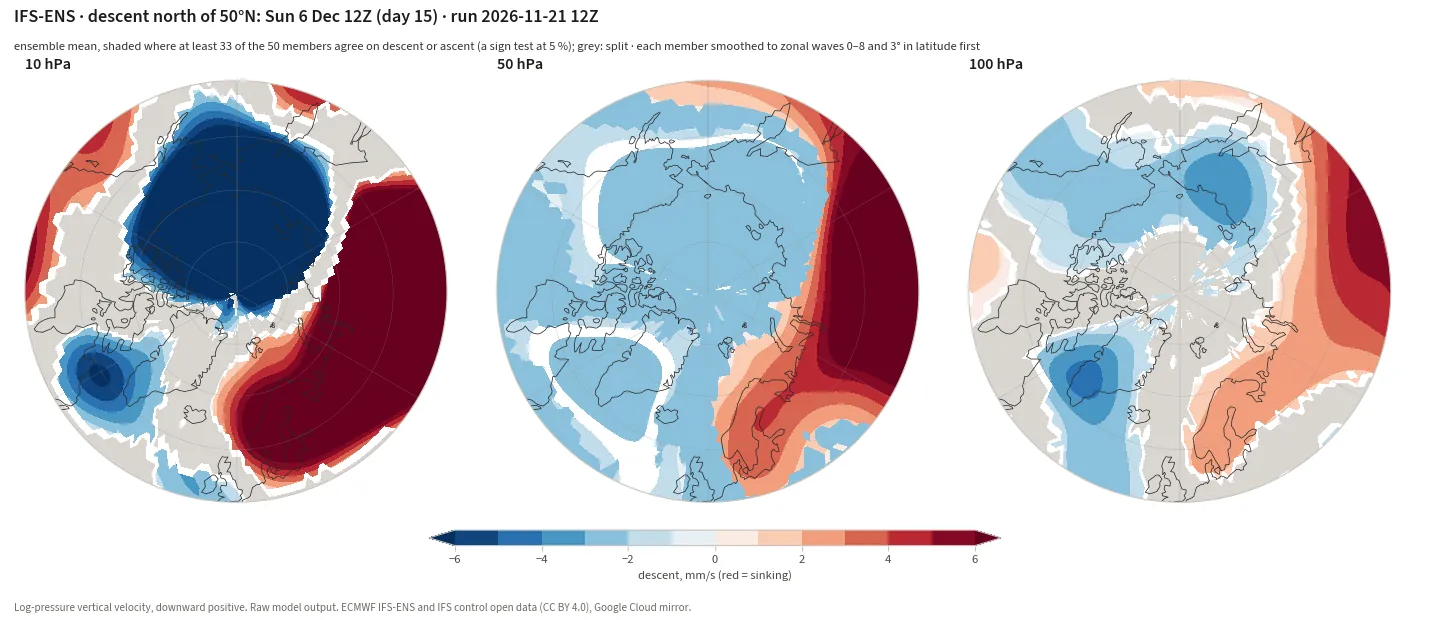 IFS-ENS · descent north of 50°N: Sun 6 Dec 12Z (day 15) · run 2026-11-21 12Z
ensemble mean, shaded where at least 33 of the 50 members agree on descent or ascent (a sign test at 5 %); grey: split · each member smoothed to zonal waves 0–8 and 3° in latitude first
10 hPa
50 hPa
100 hPa
−6 −4 −2 0 2 4 6
descent, mm/s (red = sinking)
Log-pressure vertical velocity, downward positive. Raw model output. ECMWF IFS-ENS and IFS control open data (CC BY 4.0), Google Cloud mirror.